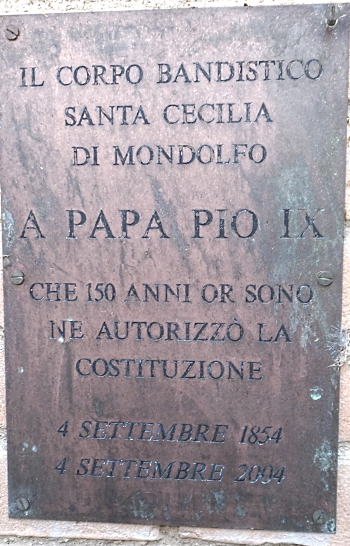 IL CORPO BANDISTICO
SANTA CECILIA
DI MONDOLFO
A PAPA PIO IX
CHE 150 ANNI OR SONO
NE AUTORIZZÒ LA
COSTITUZIONE
4 SETTEMBRE 1854
4 SETTEMBRE 2004